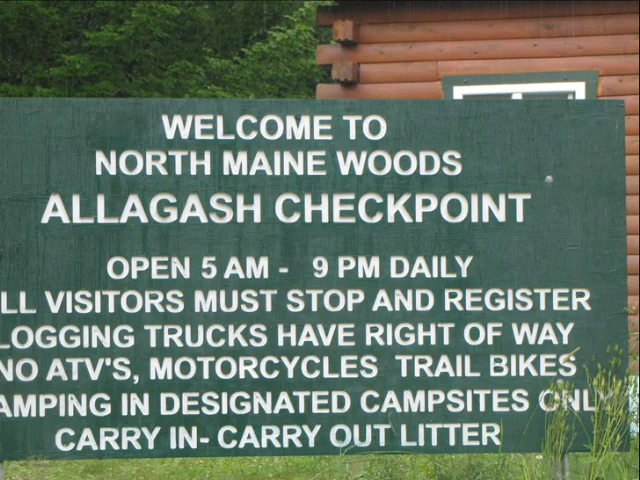 WELCOME TO
NORTH MAINE WOODS
ALLAGASH CHECKPOINT
OPEN 5 AM - 9 PM DAILY
LL VISITORS MUST STOP AND REGISTER
LOGGING TRUCKS HAVE RIGHT OF WAY
NO ATV'S, MOTORCYCLES TRAIL BIKES
AMPING IN DESIGNATED CAMPSITES ONLY
CARRY IN- CARRY OUT LITTER